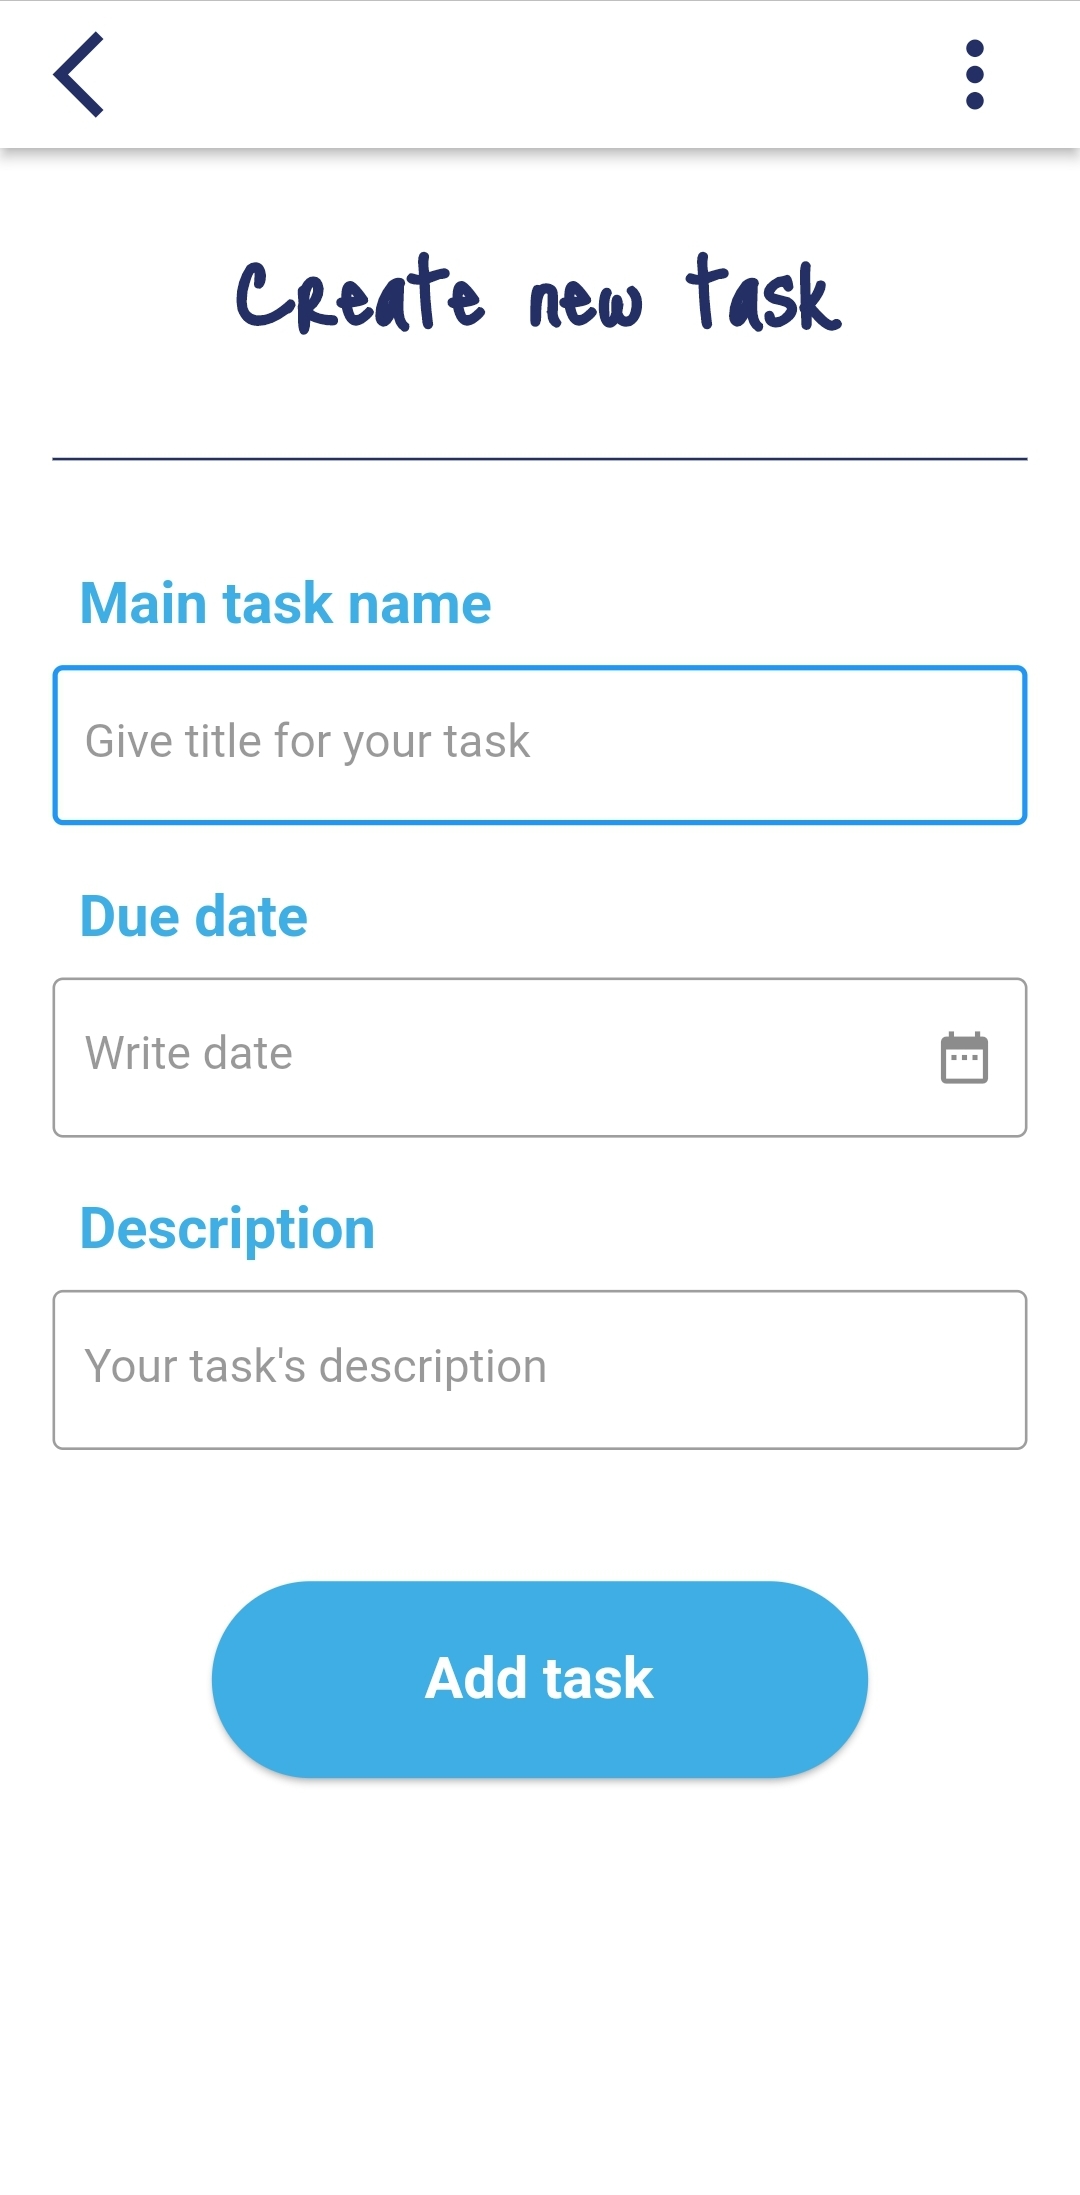 Create new task
Main task name
Give title for your task
Due date
Write date
Description
Your task's description
Add task